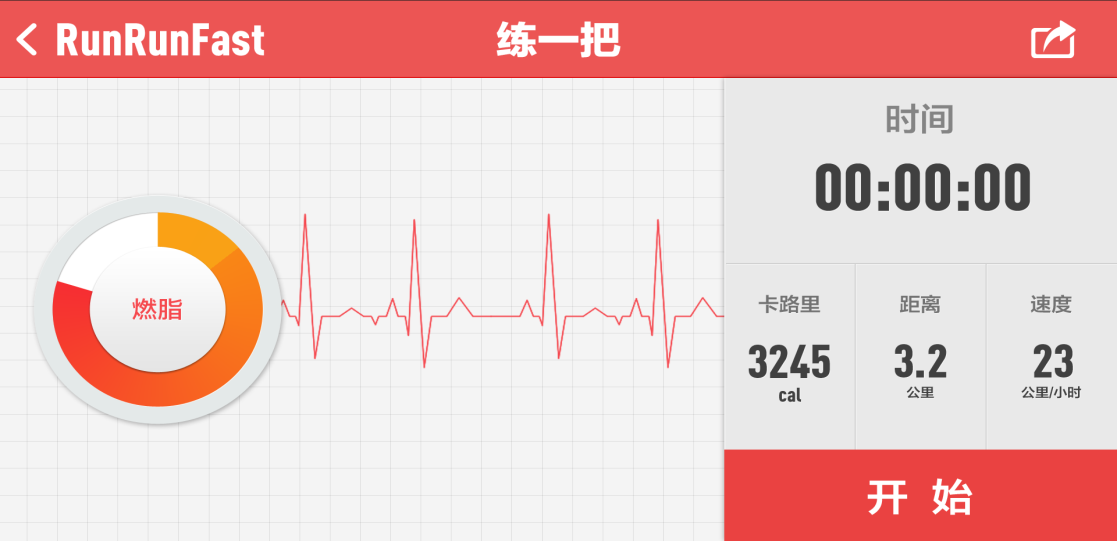 RunRunFast
练一把
燃脂
时间
00:00:00
卡路里
3245
cal
距离
3.2
公里
速度
23
公里/小时
开 始